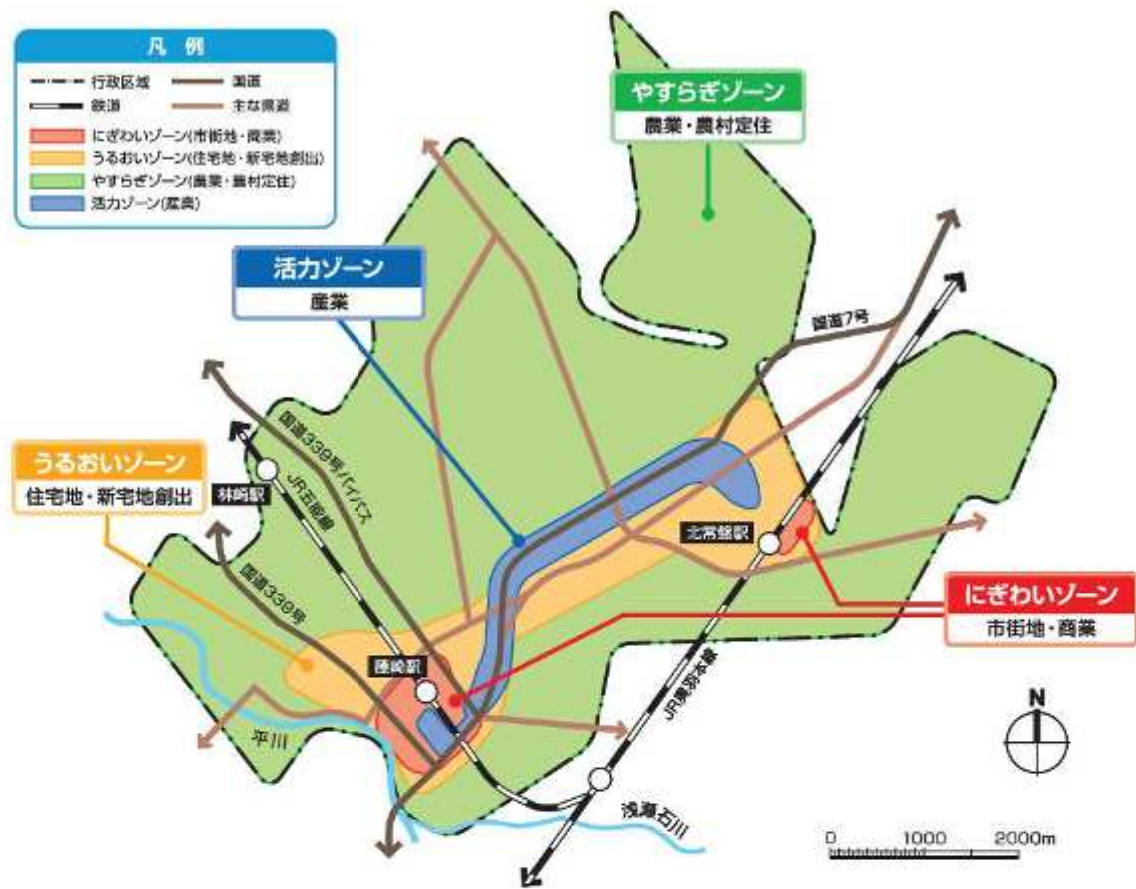 凡例
行政区域
国道
鉄道
主な県道
にぎわいゾーン(市街地・商業)
うるおいゾーン(住宅地・新宅地創出)
やすらぎゾーン(農業・農村定住)
活力ゾーン(産業)
やすらぎゾーン
農業・農村定住
活力ゾーン
産業
国道7号
うるおいゾーン
住宅地・新宅地創出
国道339号バイパス
JR五能線
林崎駅
国道339号
北常盤駅
にぎわいゾーン
市街地・商業
藤崎駅
JR奥羽本線
平川
浅瀬石川
N
0 1000 2000m